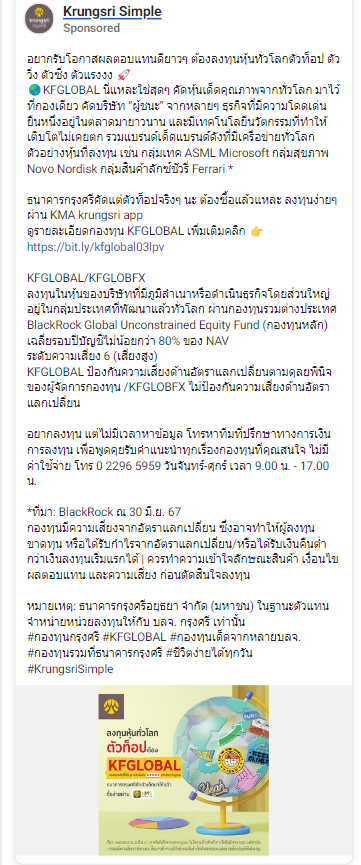 Krungsri Simple
Sponsored
อยากรับโอกาสผลตอบแทนดียาวๆ ต้องลงทุนหุ้นทั่วโลกตัวท็อป ตัว
วิ่ง ตัวซิ่ง ตัวแรงงง 🚀
🌏KFGLOBAL นี่แหละใช่สุดๆ คัดหุ้นเด็ดคุณภาพจากทั่วโลก มาไว้
ที่กองเดียว คัดบริษัท "ผู้ชนะ" จากหลายๆ ธุรกิจที่มีความโดดเด่น
ยืนหนึ่งอยู่ในตลาดมายาวนาน และมีเทคโนโลยีนวัตกรรมที่ทำให้
เติบโตไม่เคยตก รวมแบรนด์เด็ดแบรนด์ดังที่มีเครือข่ายทั่วโลก
ตัวอย่างหุ้นที่ลงทุน เช่น กลุ่มเทค ASML Microsoft กลุ่มสุขภาพ
Novo Nordisk กลุ่มสินค้าลักซ์ชัวรี่ Ferrari *
ธนาคารกรุงศรีคัดแต่ตัวท็อปจริงๆ นะ ต้องซื้อแล้วแหละ ลงทุนง่ายๆ
ผ่าน KMA krungsri app
ดูรายละเอียดกองทุน KFGLOBAL เพิ่มเติมคลิก 👉
https://bit.ly/kfglobal03lpv
KFGLOBAL/KFGLOBFX
ลงทุนในหุ้นของบริษัทที่มีภูมิลำเนาหรือดำเนินธุรกิจโดยส่วนใหญ่
อยู่ในกลุ่มประเทศที่พัฒนาแล้วทั่วโลก ผ่านกองทุนรวมต่างประเทศ
BlackRock Global Unconstrained Equity Fund (กองทุนหลัก)
เฉลี่ยรอบปีบัญชีไม่น้อยกว่า 80% ของ NAV
ระดับความเสี่ยง 6 (เสี่ยงสูง)
KFGLOBAL ป้องกันความเสี่ยงด้านอัตราแลกเปลี่ยนตามดุลยพินิจ
ของผู้จัดการกองทุน /KFGLOBFX ไม่ป้องกันความเสี่ยงด้านอัตรา
แลกเปลี่ยน
อยากลงทุน แต่ไม่มีเวลาหาข้อมูล โทรหาทีมที่ปรึกษาทางการเงิน
การลงทุน เพื่อพูดคุยรับคำแนะนำทุกเรื่องกองทุนที่คุณสนใจ ไม่มี
ค่าใช้จ่าย โทร 0 2296 5959 วันจันทร์-ศุกร์ เวลา 9.00 น. - 17.00
น.
*ที่มา: BlackRock ณ 30 มิ.ย. 67
กองทุนมีความเสี่ยงจากอัตราแลกเปลี่ยน ซึ่งอาจทำให้ผู้ลงทุน
ขาดทุน หรือได้รับกำไรจากอัตราแลกเปลี่ยน/หรือได้รับเงินคืนต่ำ
กว่าเงินลงทุนเริ่มแรกได้ | ควรทำความเข้าใจลักษณะสินค้า เงื่อนไข
ผลตอบแทน และความเสี่ยง ก่อนตัดสินใจลงทุน
หมายเหตุ: ธนาคารกรุงศรีอยุธยา จำกัด (มหาชน) ในฐานะตัวแทน
จำหน่ายหน่วยลงทุนให้กับ บลจ. กรุงศรี เท่านั้น
#กองทุนกรุงศรี #KFGLOBAL #กองทุนเด็ดจากหลายบลจ.
#กองทุนรวมที่ธนาคารกรุงศรี #ชีวิตง่ายได้ทุกวัน
#KrungsriSimple
ลงทุนหุ้นทั่วโลก
ตัวท็อปต้อง
KFGLOBAL